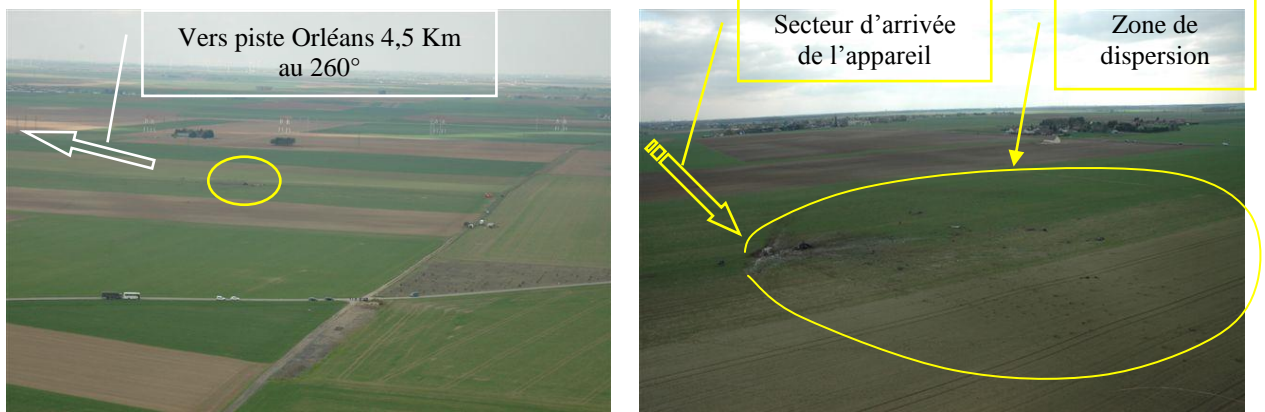 Vers piste Orléans 4,5 Km
au 260°
Secteur d’arrivée
de l’appareil
Zone de
dispersion